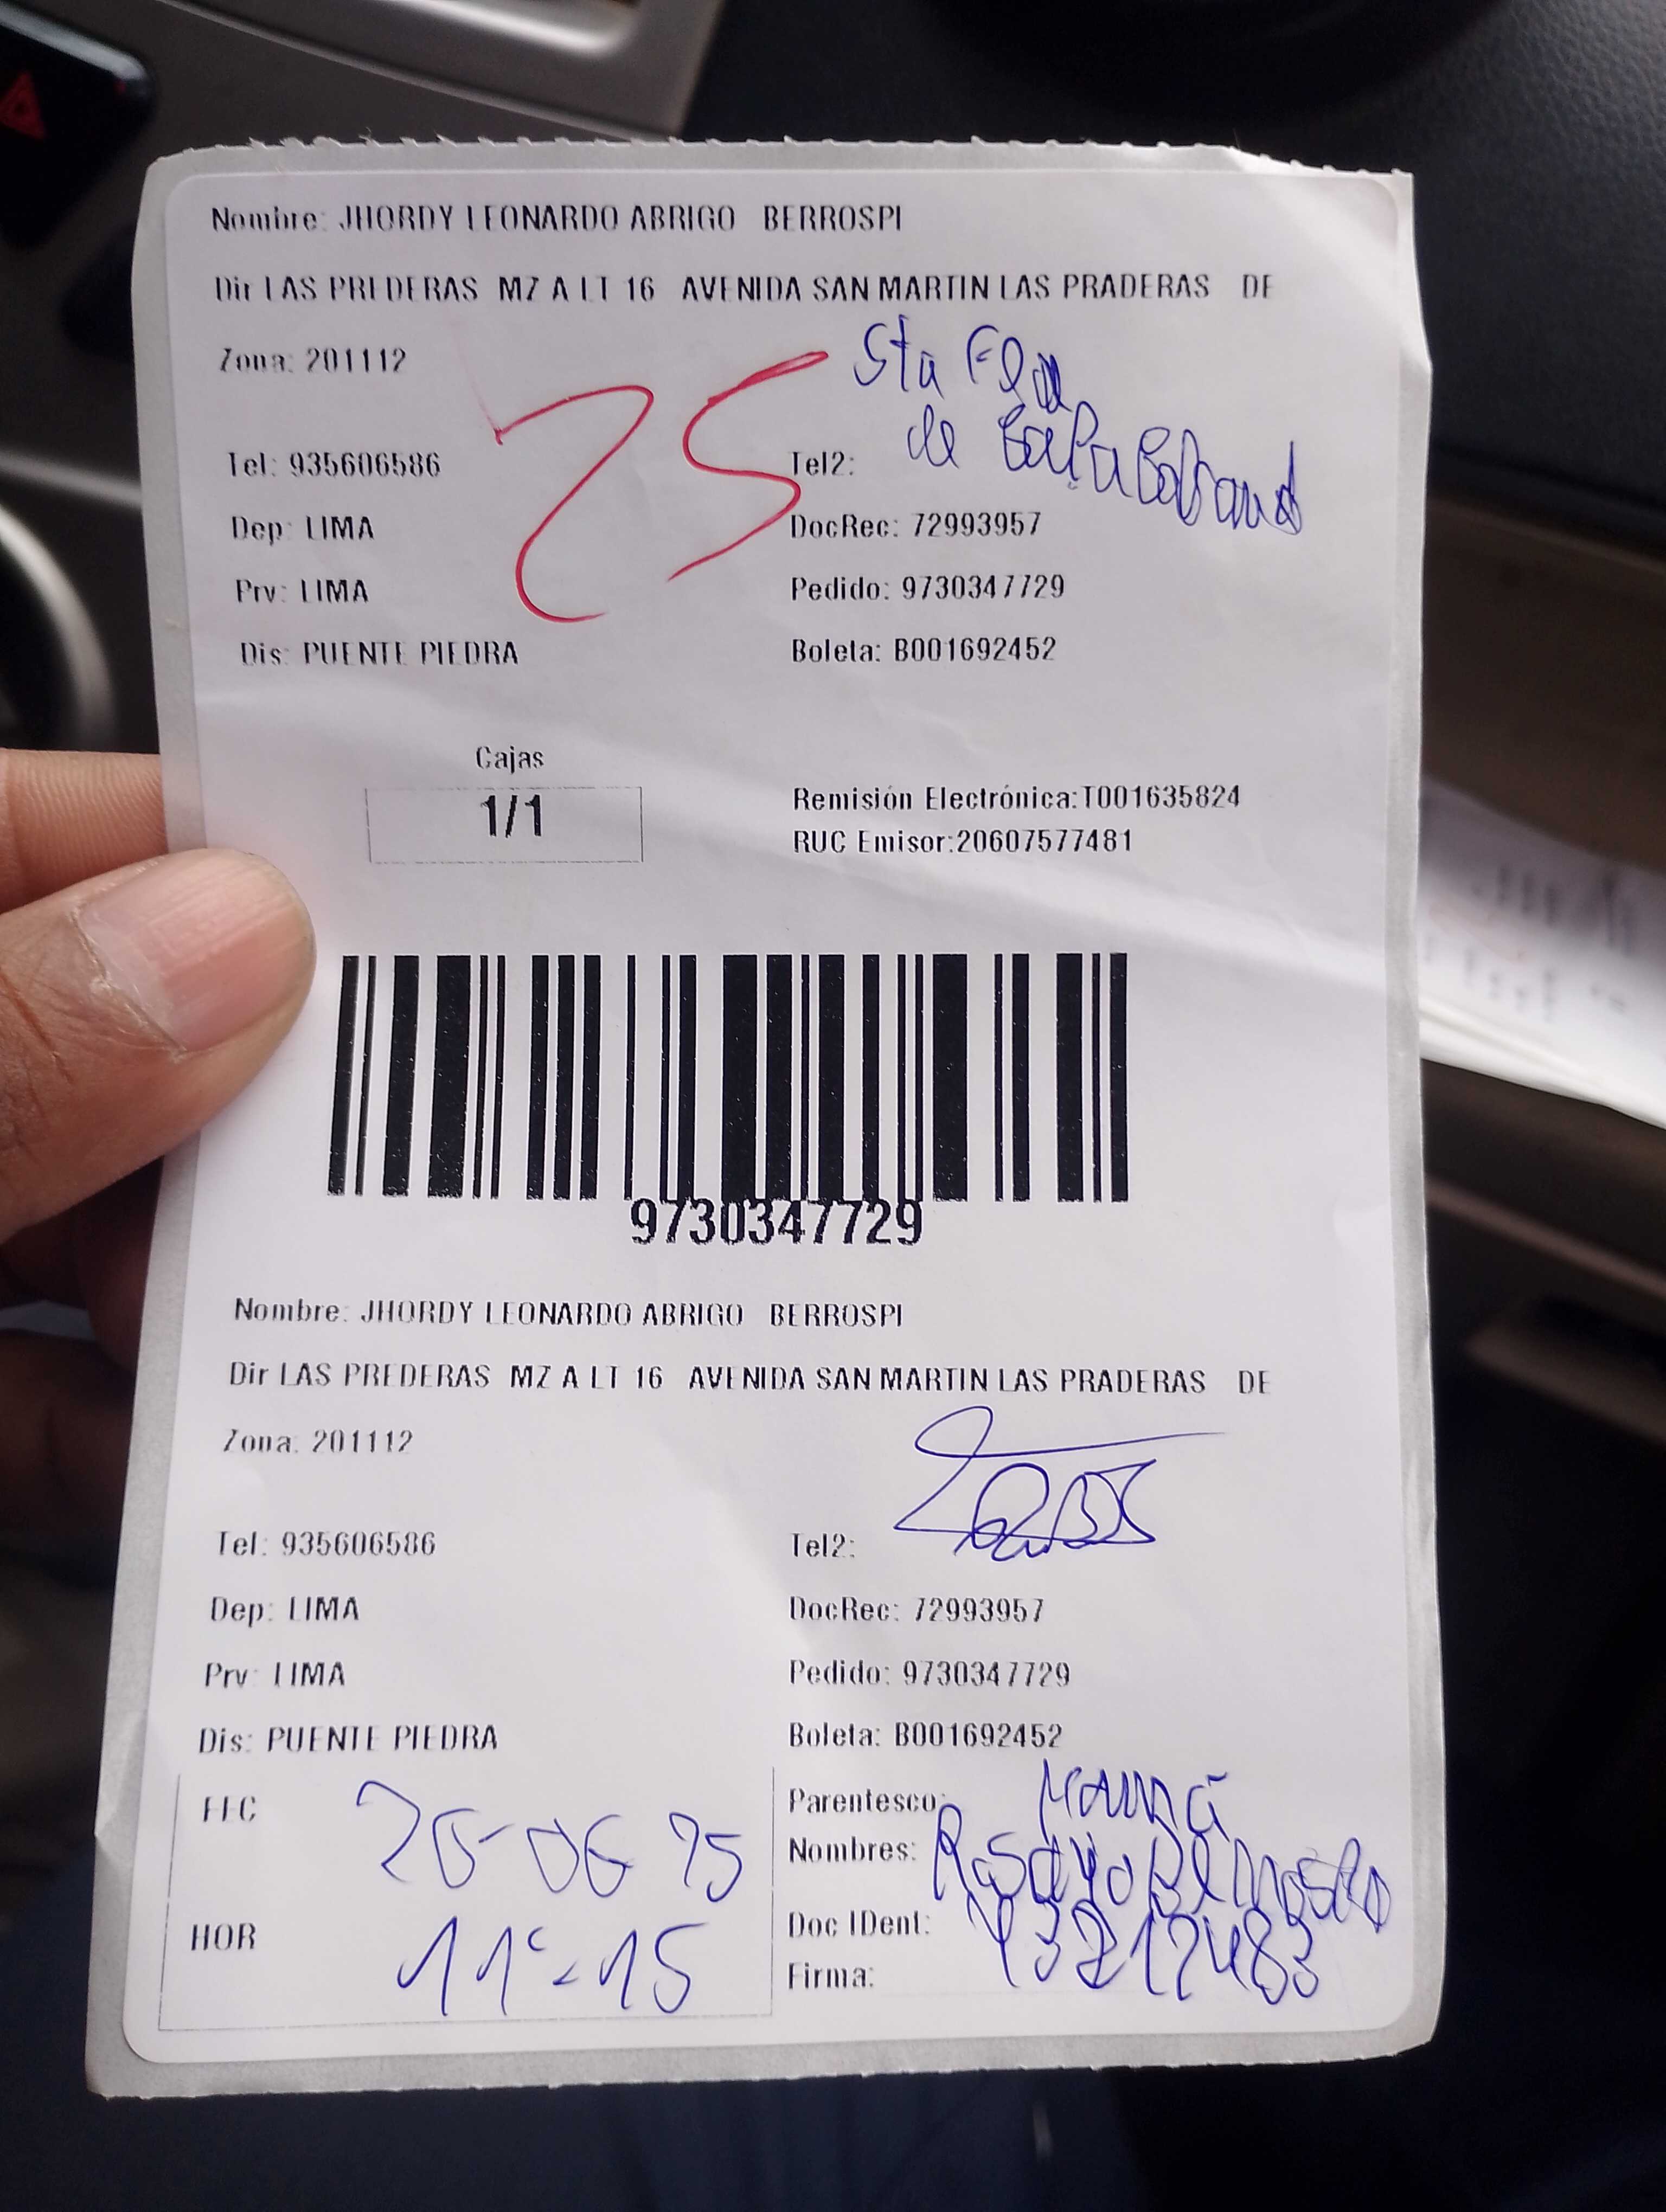 Nombre: JHORDY LEONARDO ABRIGO BERROSPI
Dir LAS PREDERAS MZ A LT 16 AVENIDA SAN MARTIN LAS PRADERAS DE
Zona: 201112
25
Sta
de
Tel: 935606586 Tel2:
Dep: LIMA DocRec: 72993957
Prv: LIMA Pedido: 9730347729
Dis: PUENTE PIEDRA Boleta: B001692452
Cajas
1/1
Remisión Electrónica:T001635824
RUC Emisor:20607577481
9730347729
Nombre: JHORDY LEONARDO ABRIGO BERROSPI
Dir LAS PREDERAS MZ A LT 16 AVENIDA SAN MARTIN LAS PRADERAS DE
Zona: 201112
Tel: 935606586 Tel2:
Dep: LIMA DocRec: 72993957
Prv: LIMA Pedido: 9730347729
Dis: PUENTE PIEDRA Boleta: B001692452
FEC
Parentesco: Mamá
Nombres:
HOR 11:15
Doc IDent: 43217483
Firma: